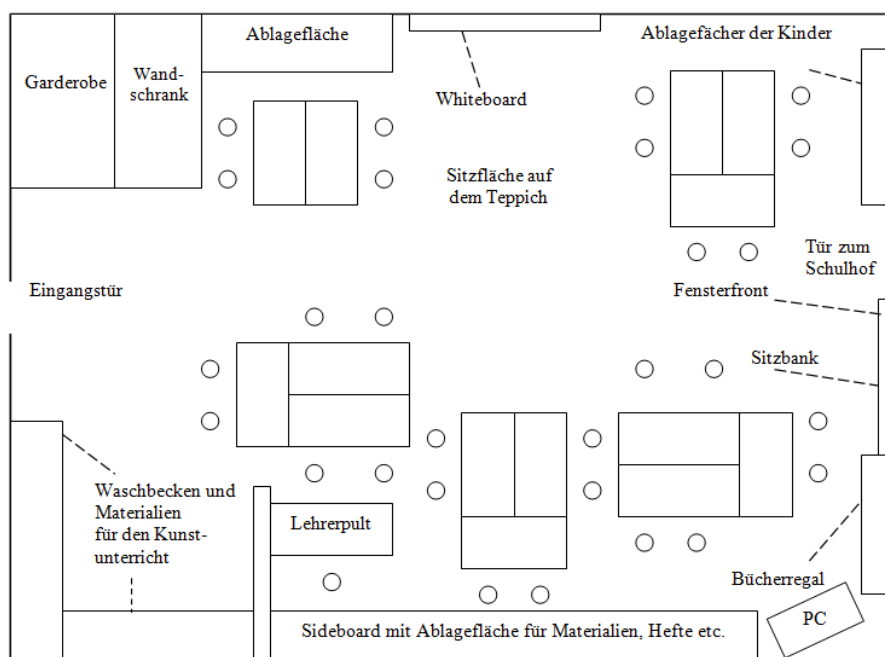 Ablagefläche
Ablagefächer der Kinder
Garderobe
Wand-
schrank
Whiteboard
Sitzfläche auf
dem Teppich
Tür zum
Schulhof
Eingangstür
Fensterfront
Sitzbank
Waschbecken und
Materialien
für den Kunst-
unterricht
Lehrerpult
Bücherregal
PC
Sideboard mit Ablagefläche für Materialien, Hefte etc.